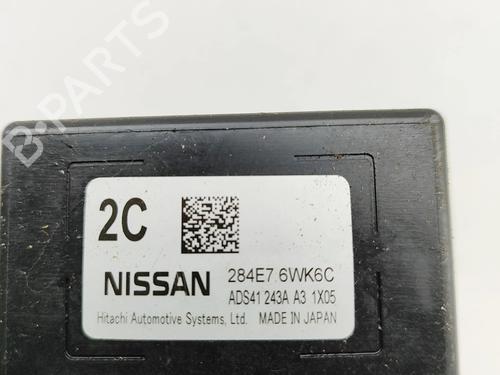 2C
NISSAN 284E7 6WK6C
ADS41 243A A3 1X05
Hitachi Automotive Systems, Ltd. MADE IN JAPAN
B-PARTS